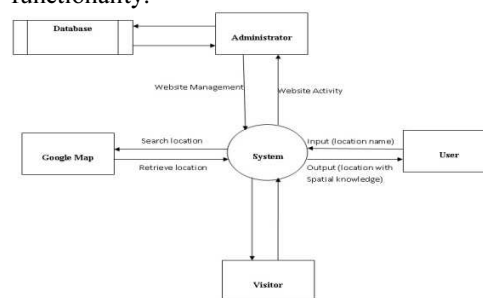 functionality.
Database
Administrator
Website Management
Website Activity
Search location
Input (location name)
Google Map
System
User
Retrieve location
Output (location with
Spatial knowledge)
Visitor